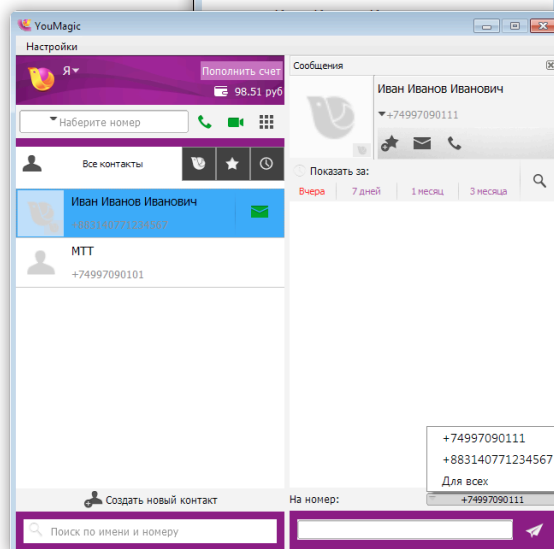 YouMagic
Настройки
Я
Пополнить счет
98.51 руб
Наберите номер
Все контакты
Иван Иванов Иванович
+883140771234567
МТТ
+74997090101
Создать новый контакт
Поиск по имени и номеру
Сообщения
Иван Иванов Иванович
+74997090111
Показать за:
Вчера 7 дней 1 месяц 3 месяца
+74997090111
+883140771234567
Для всех
На номер:
+74997090111